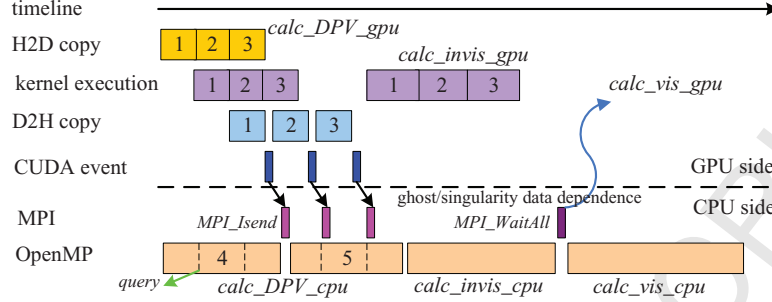 timeline
H2D copy 1 2 3 calc_DPV_gpu
calc_invis_gpu
kernel execution 1 2 3 1 2 3 calc_vis_gpu
D2H copy 1 2 3
CUDA event GPU side
ghost/singularity data dependence
CPU side
MPI MPI_Isend MPI_WaitAll
OpenMP 4 5
query calc_DPV_cpu calc_invis_cpu calc_vis_cpu